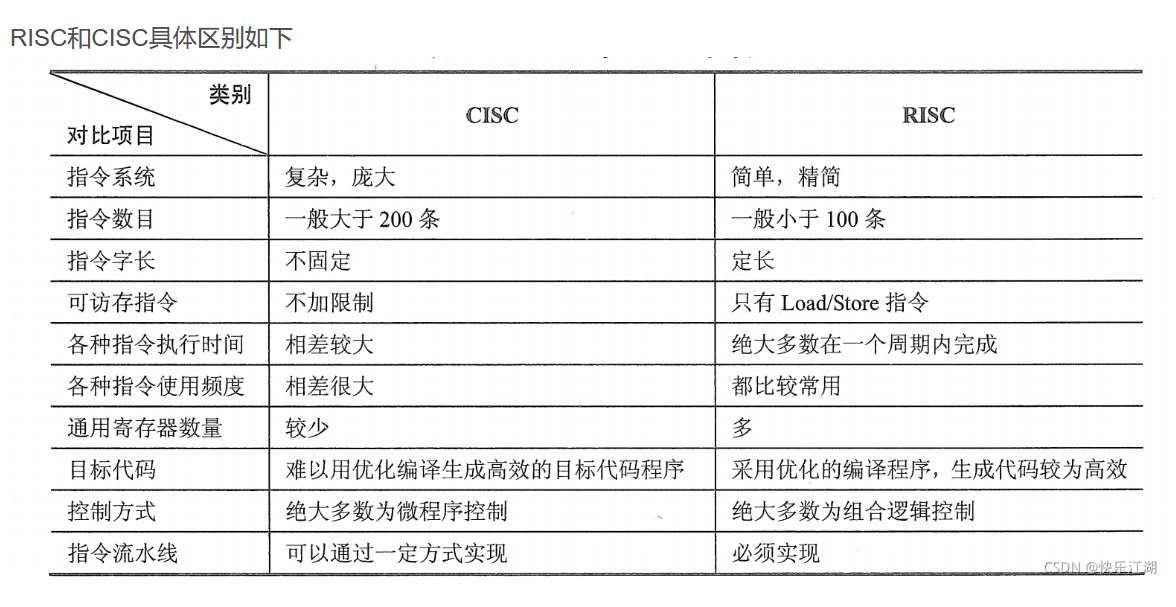 RISC和CISC具体区别如下
类别
对比项目
CISC
RISC
指令系统
复杂，庞大
简单，精简
指令数目
一般大于 200 条
一般小于 100 条
指令字长
不固定
定长
可访存指令
不加限制
只有 Load/Store 指令
各种指令执行时间
相差较大
绝大多数在一个周期内完成
各种指令使用频度
相差很大
都比较常用
通用寄存器数量
较少
多
目标代码
难以用优化编译生成高效的目标代码程序
采用优化的编译程序，生成代码较为高效
控制方式
绝大多数为微程序控制
绝大多数为组合逻辑控制
指令流水线
可以通过一定方式实现
必须实现
CSDN @快乐江湖